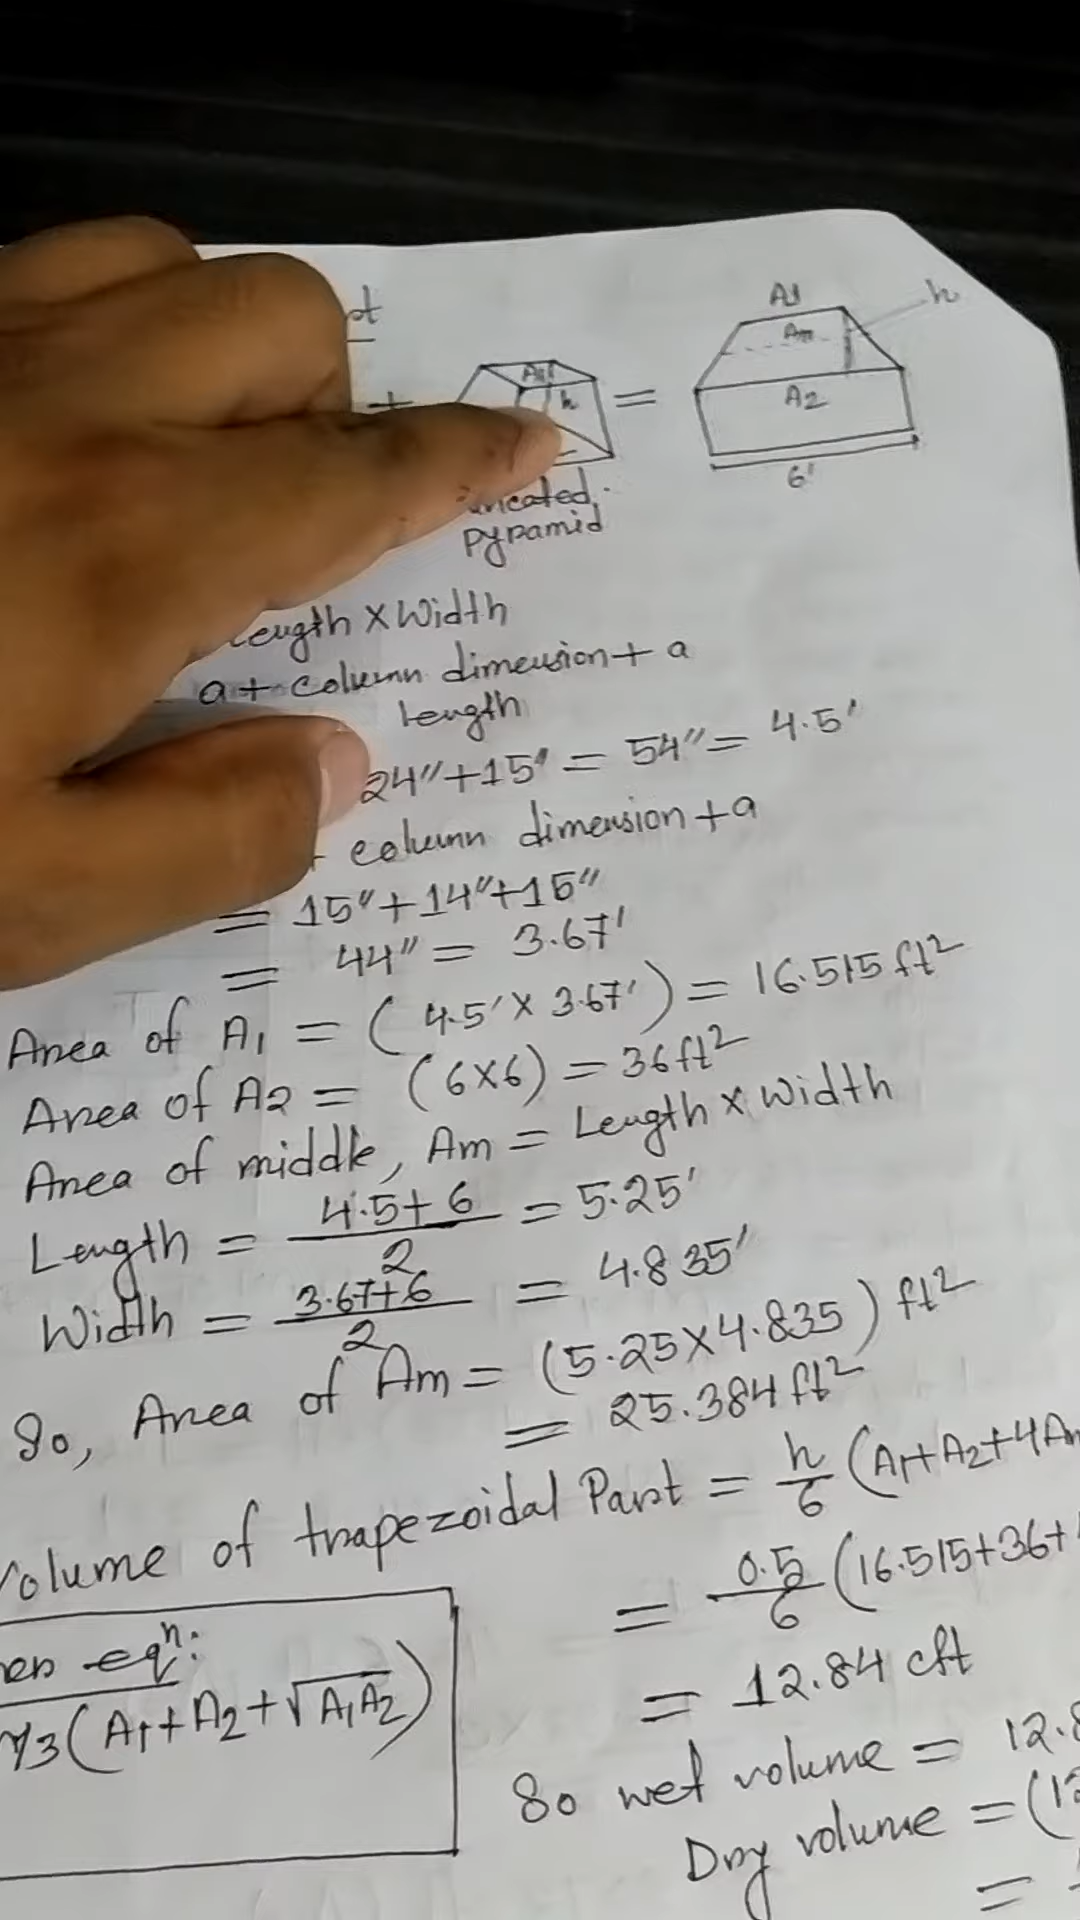 A1
h
Am
A1
h
=
A2
6'
pyramid
Length X Width
a + column dimension + a
length
24" + 15" = 54" = 4.5'
column dimension + a
= 15" + 14" + 15"
= 44" = 3.67'
Area of A1 = ( 4.5' X 3.67' ) = 16.515 ft2
Area of A2 = (6X6) = 36 ft2
Area of middle, Am = Length X Width
Length = 4.5 + 6 / 2 = 5.25'
Width = 3.67+6 / 2 = 4.835'
So, Area of Am = (5.25X4.835) ft2
= 25.384 ft2
Volume of trapezoidal Part = h/6 (A1+A2+4Am
= 0.5/6 (16.515+36+
= 12.84 cft
eqn:
/3 ( A1 + A2 + √A1A2 )
So wet volume = 12.8
Dry volume = (12
=